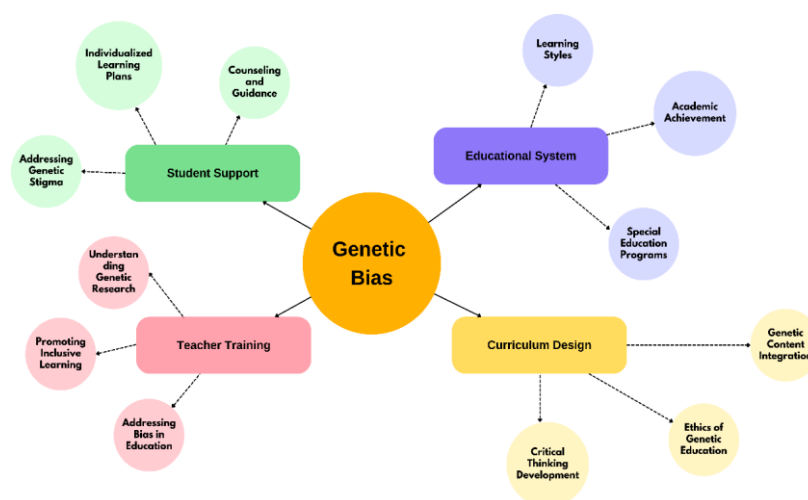 Individualized
Learning
Plans
Counseling
and
Guidance
Addressing
Genetic
Stigma
Student Support
Learning
Styles
Academic
Achievement
Educational System
Special
Education
Programs
Genetic
Bias
Understan
ding
Genetic
Research
Promoting
Inclusive
Learning
Teacher Training
Addressing
Bias in
Education
Curriculum Design
Genetic
Content
Integration
Critical
Thinking
Development
Ethics of
Genetic
Education